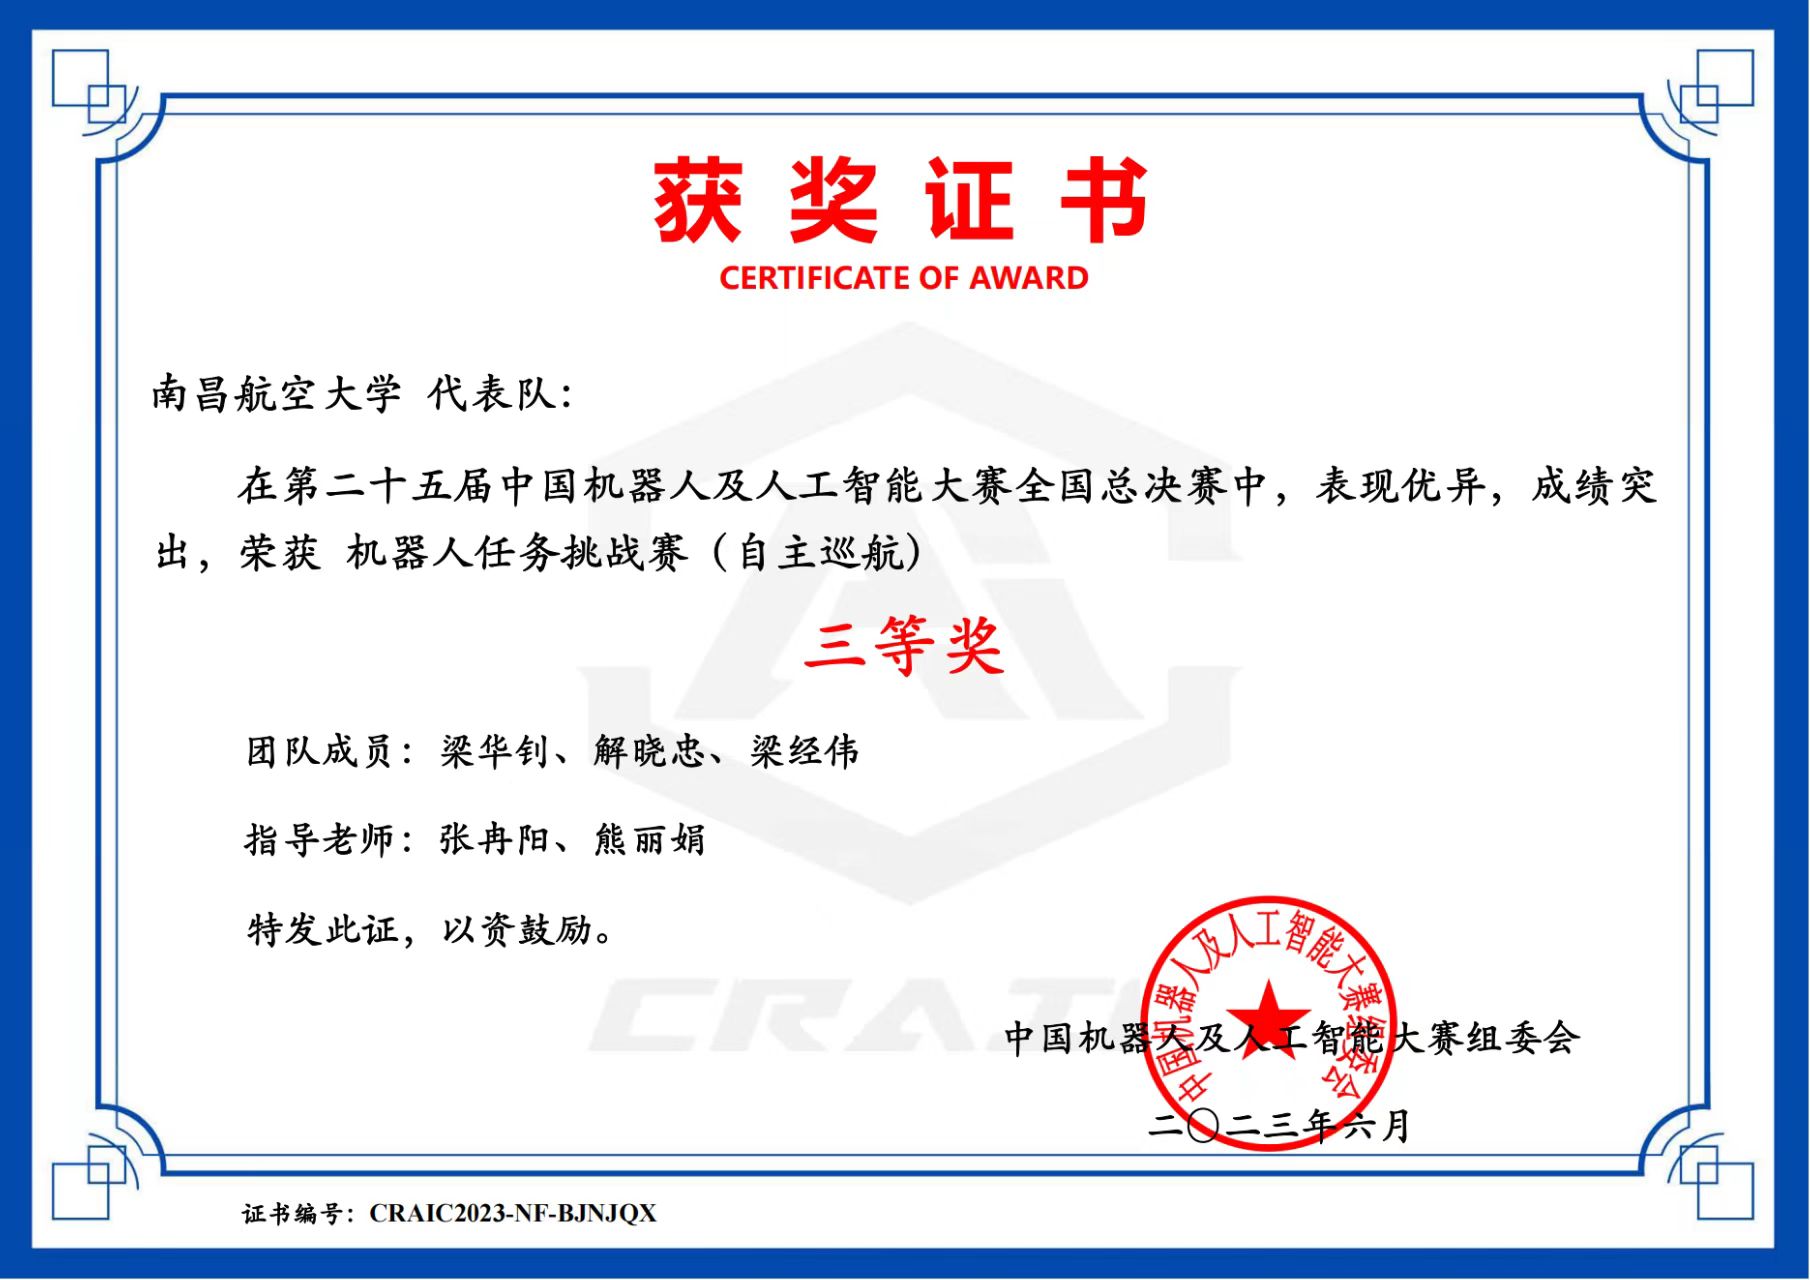 获奖证书
CERTIFICATE OF AWARD
南昌航空大学 代表队：
在第二十五届中国机器人及人工智能大赛全国总决赛中，表现优异，成绩突
出，荣获 机器人任务挑战赛（自主巡航）
三等奖
团队成员：梁华钊、解晓忠、梁经伟
指导老师：张冉阳、熊丽娟
特发此证，以资鼓励。
CRAIC
中国机器人及人工智能大赛组委会
中国机器人及人工智能大赛组委会
二〇二三年六月
证书编号：CRAIC2023-NF-BJNJQX